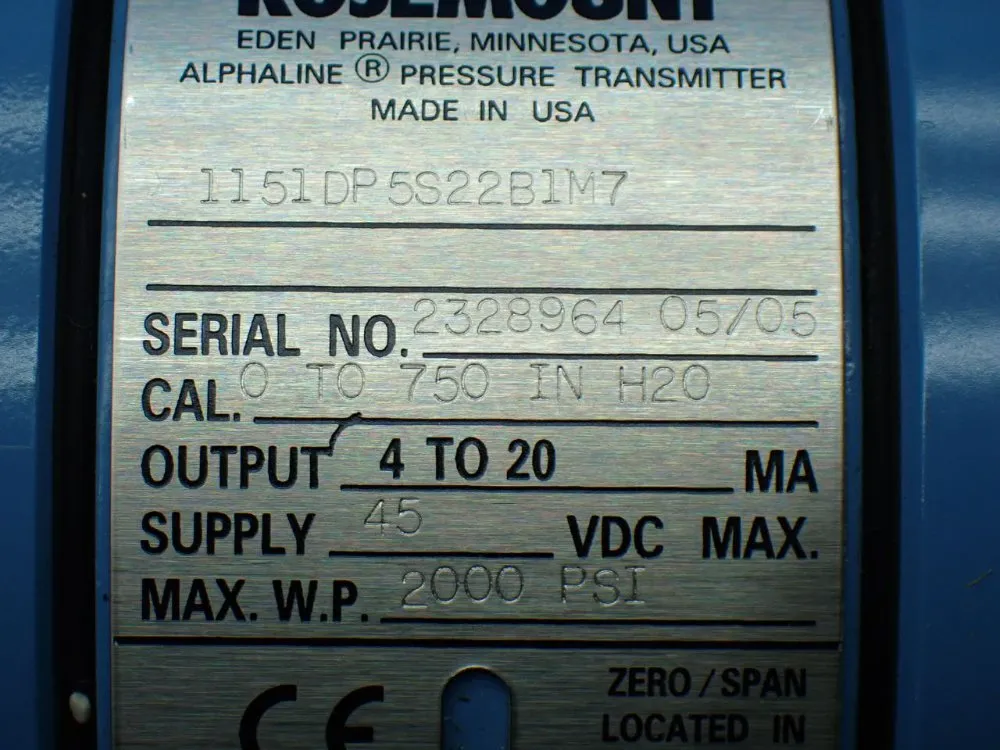 ROSEMOUNT
EDEN PRAIRIE, MINNESOTA, USA
ALPHALINE ® PRESSURE TRANSMITTER
MADE IN USA
1151DP5S22B1M7
SERIAL NO. 2328964 05/05
CAL. 0 TO 750 IN H2O
OUTPUT 4 TO 20 MA
SUPPLY 45 VDC MAX.
MAX. W.P. 2000 PSI
CE
ZERO / SPAN
LOCATED IN